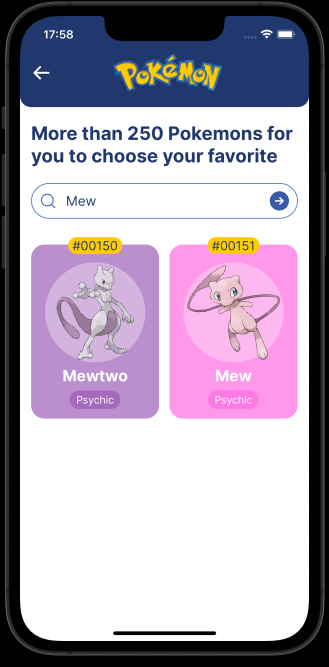 17:58
POKéMON
More than 250 Pokemons for
you to choose your favorite
Mew
#00150
#00151
Mewtwo
Mew
Psychic
Psychic